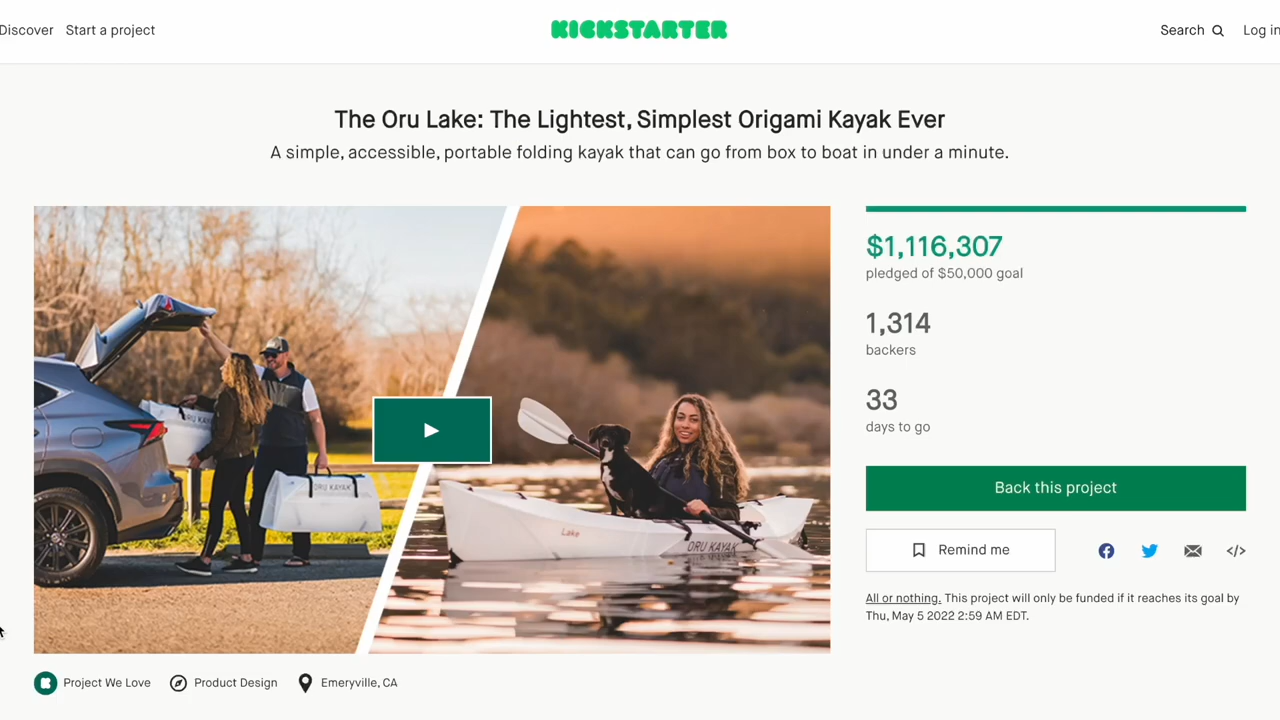 Discover Start a project KICKSTARTER Search Log in
The Oru Lake: The Lightest, Simplest Origami Kayak Ever
A simple, accessible, portable folding kayak that can go from box to boat in under a minute.
$1,116,307
pledged of $50,000 goal
1,314
backers
33
days to go
Back this project
Remind me
All or nothing. This project will only be funded if it reaches its goal by
Thu, May 5 2022 2:59 AM EDT.
ORU KAYAK
ORU KAYAK
Lake
ORU KAYAK
Project We Love Product Design Emeryville, CA